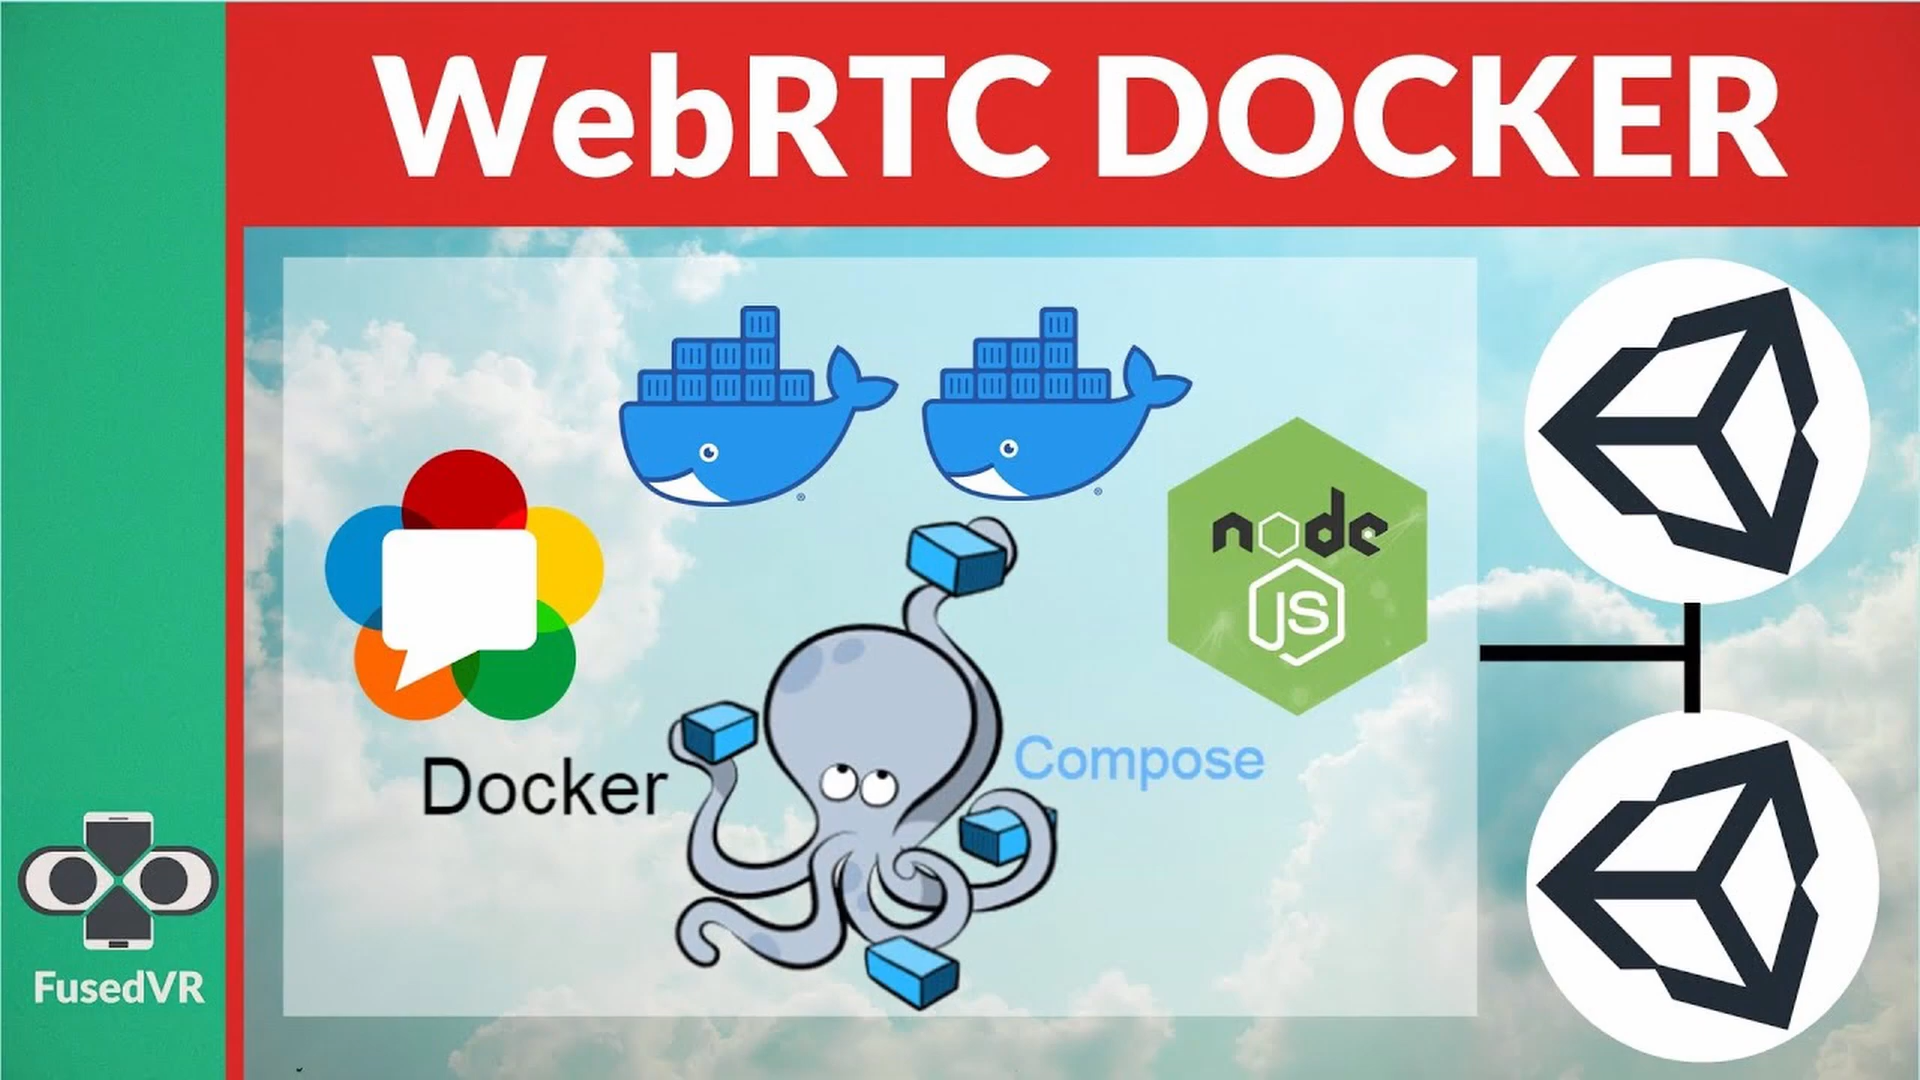 WebRTC DOCKER
node
JS
Docker
Compose
FusedVR